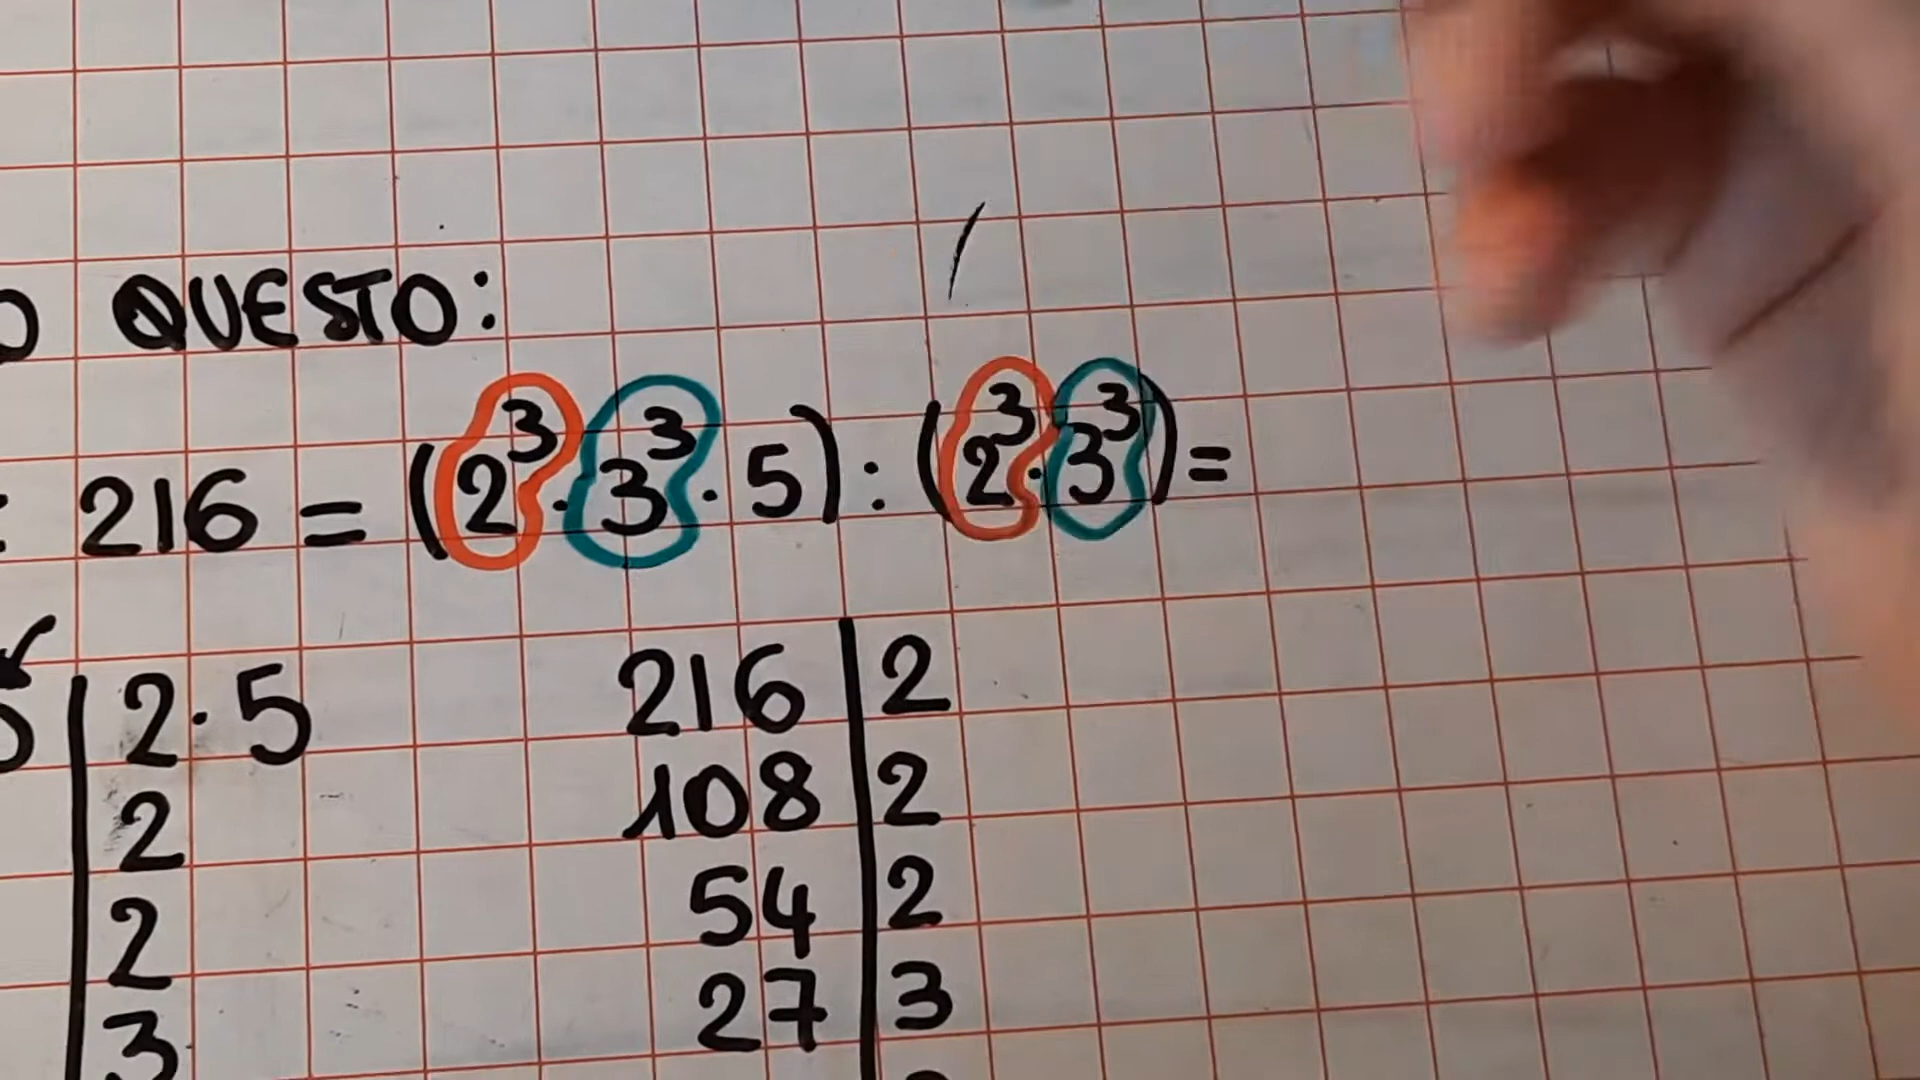 QUESTO:
: 216 = (2³ · 3³ · 5) : (2³ · 3³) =
2 · 5
2
2
3
216 | 2
108 | 2
54 | 2
27 | 3